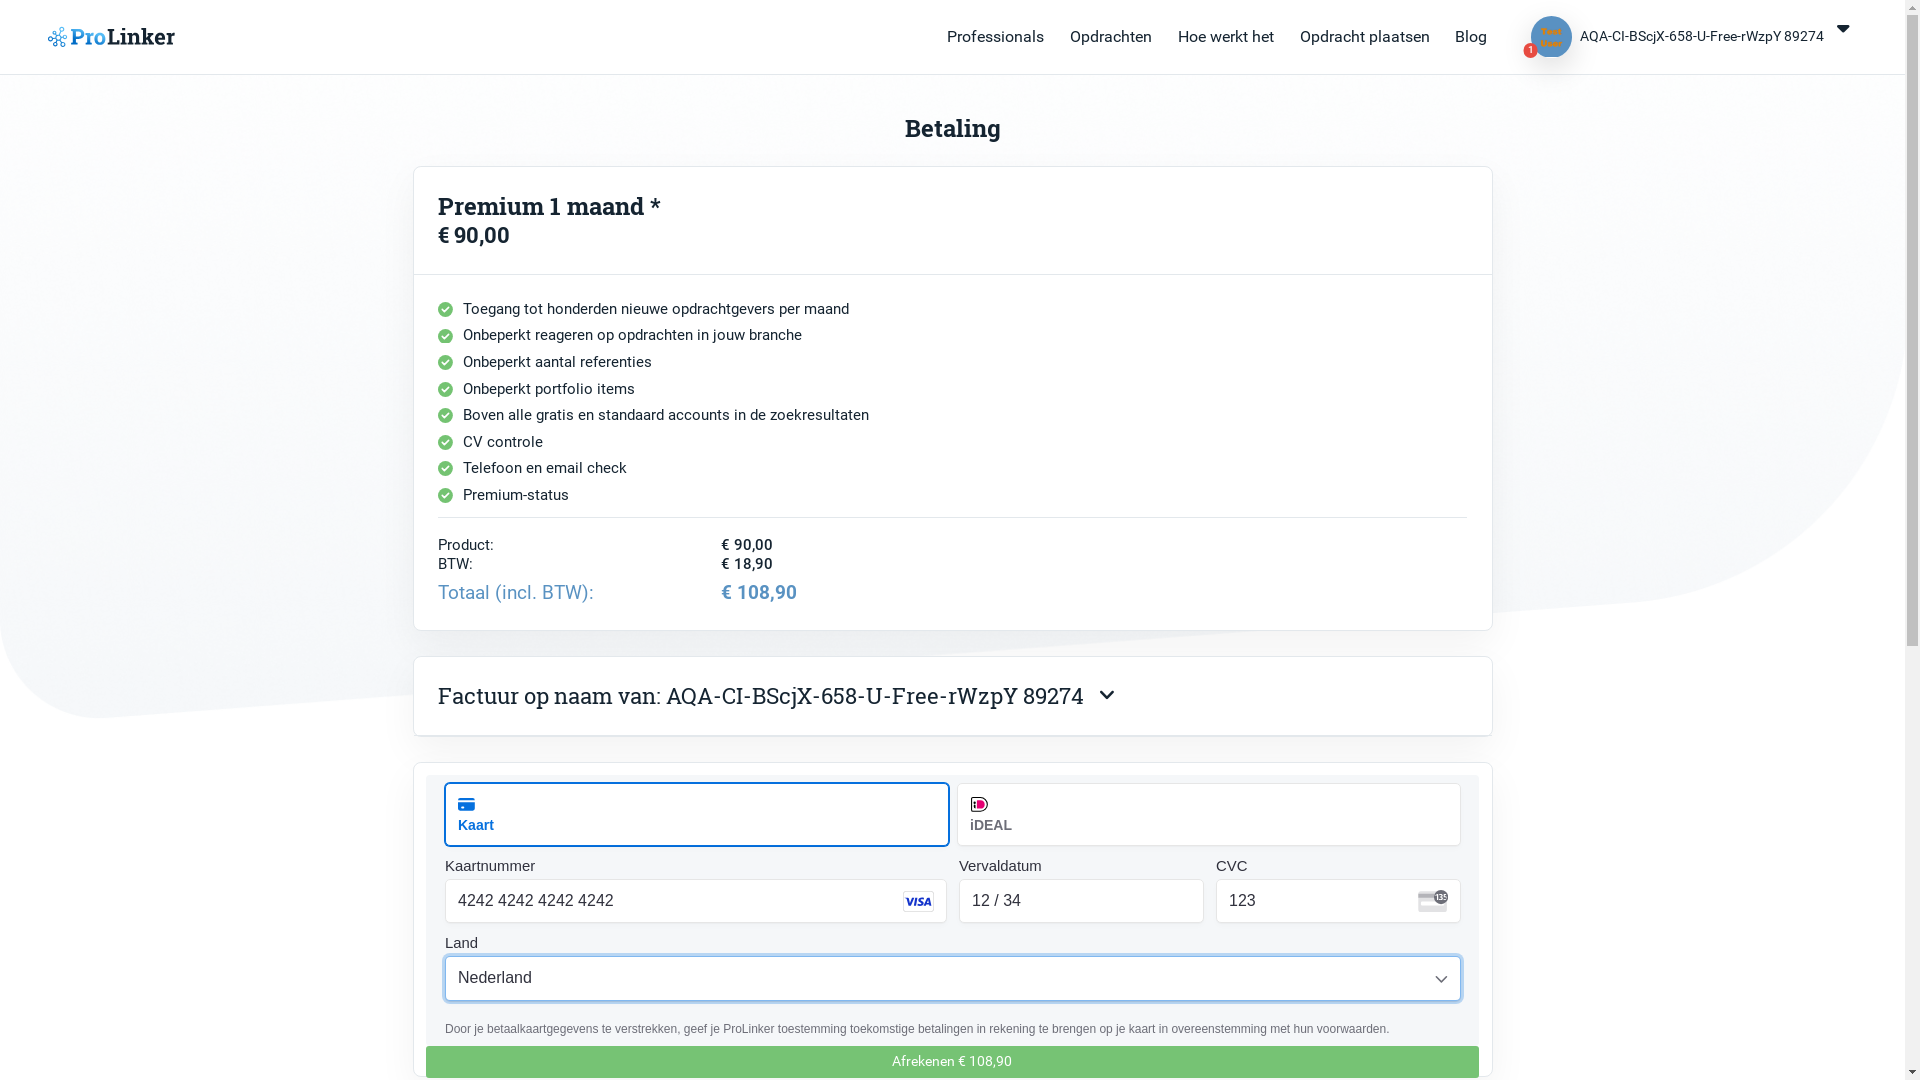 ProLinker
Professionals
Opdrachten
Hoe werkt het
Opdracht plaatsen
Blog
Test
User
1
AQA-CI-BScjX-658-U-Free-rWzpY 89274
Betaling
Premium 1 maand *
€ 90,00
Toegang tot honderden nieuwe opdrachtgevers per maand
Onbeperkt reageren op opdrachten in jouw branche
Onbeperkt aantal referenties
Onbeperkt portfolio items
Boven alle gratis en standaard accounts in de zoekresultaten
CV controle
Telefoon en email check
Premium-status
Product: € 90,00
BTW: € 18,90
Totaal (incl. BTW): € 108,90
Factuur op naam van: AQA-CI-BScjX-658-U-Free-rWzpY 89274
Kaart
iDEAL
Kaartnummer
Vervaldatum
CVC
4242 4242 4242 4242
VISA
12 / 34
123
135
Land
Nederland
Door je betaalkaartgegevens te verstrekken, geef je ProLinker toestemming toekomstige betalingen in rekening te brengen op je kaart in overeenstemming met hun voorwaarden.
Afrekenen € 108,90